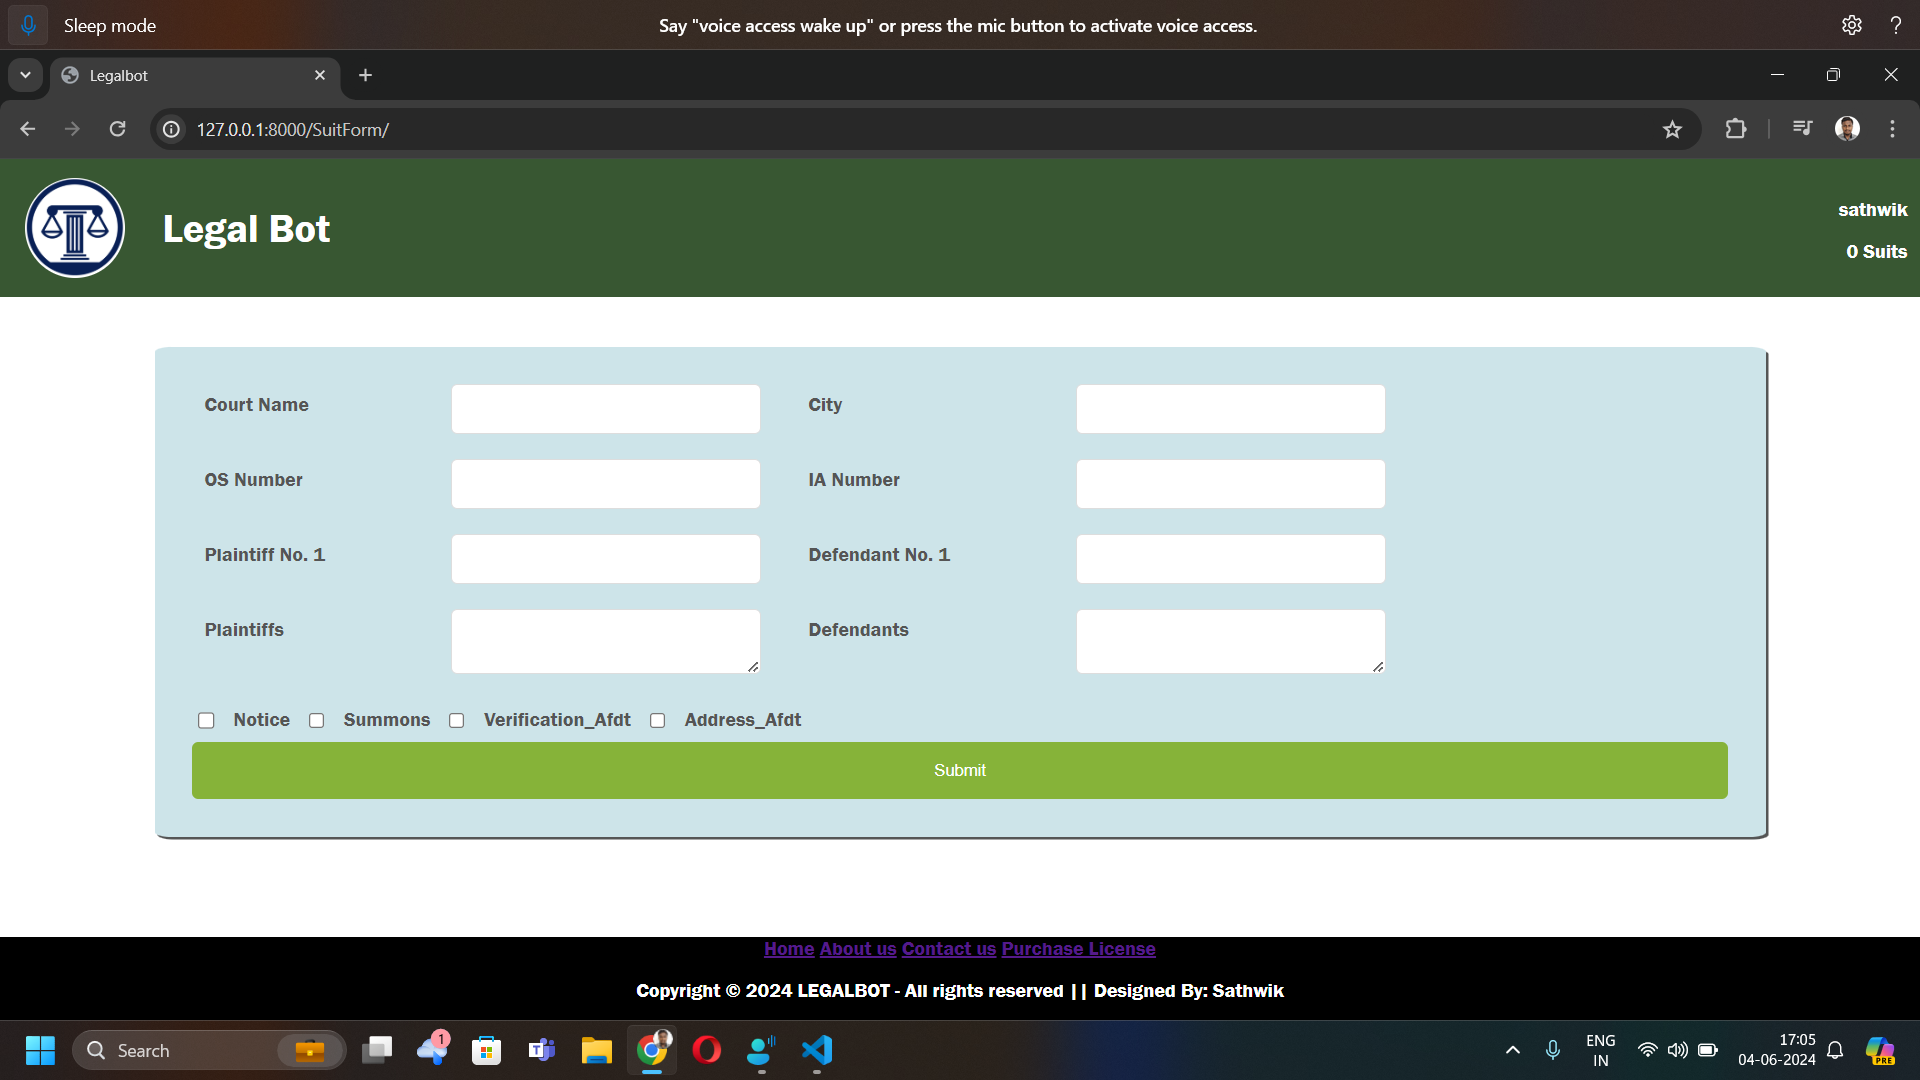 Sleep mode
Say "voice access wake up" or press the mic button to activate voice access.
?
Legalbot
127.0.0.1:8000/SuitForm/
Legal Bot
sathwik
0 Suits
Court Name
City
OS Number
IA Number
Plaintiff No. 1
Defendant No. 1
Plaintiffs
Defendants
Notice Summons Verification_Afdt Address_Afdt
Submit
Home About us Contact us Purchase License
Copyright © 2024 LEGALBOT - All rights reserved || Designed By: Sathwik
Search
1
T
ENG
IN
17:05
04-06-2024
PRE